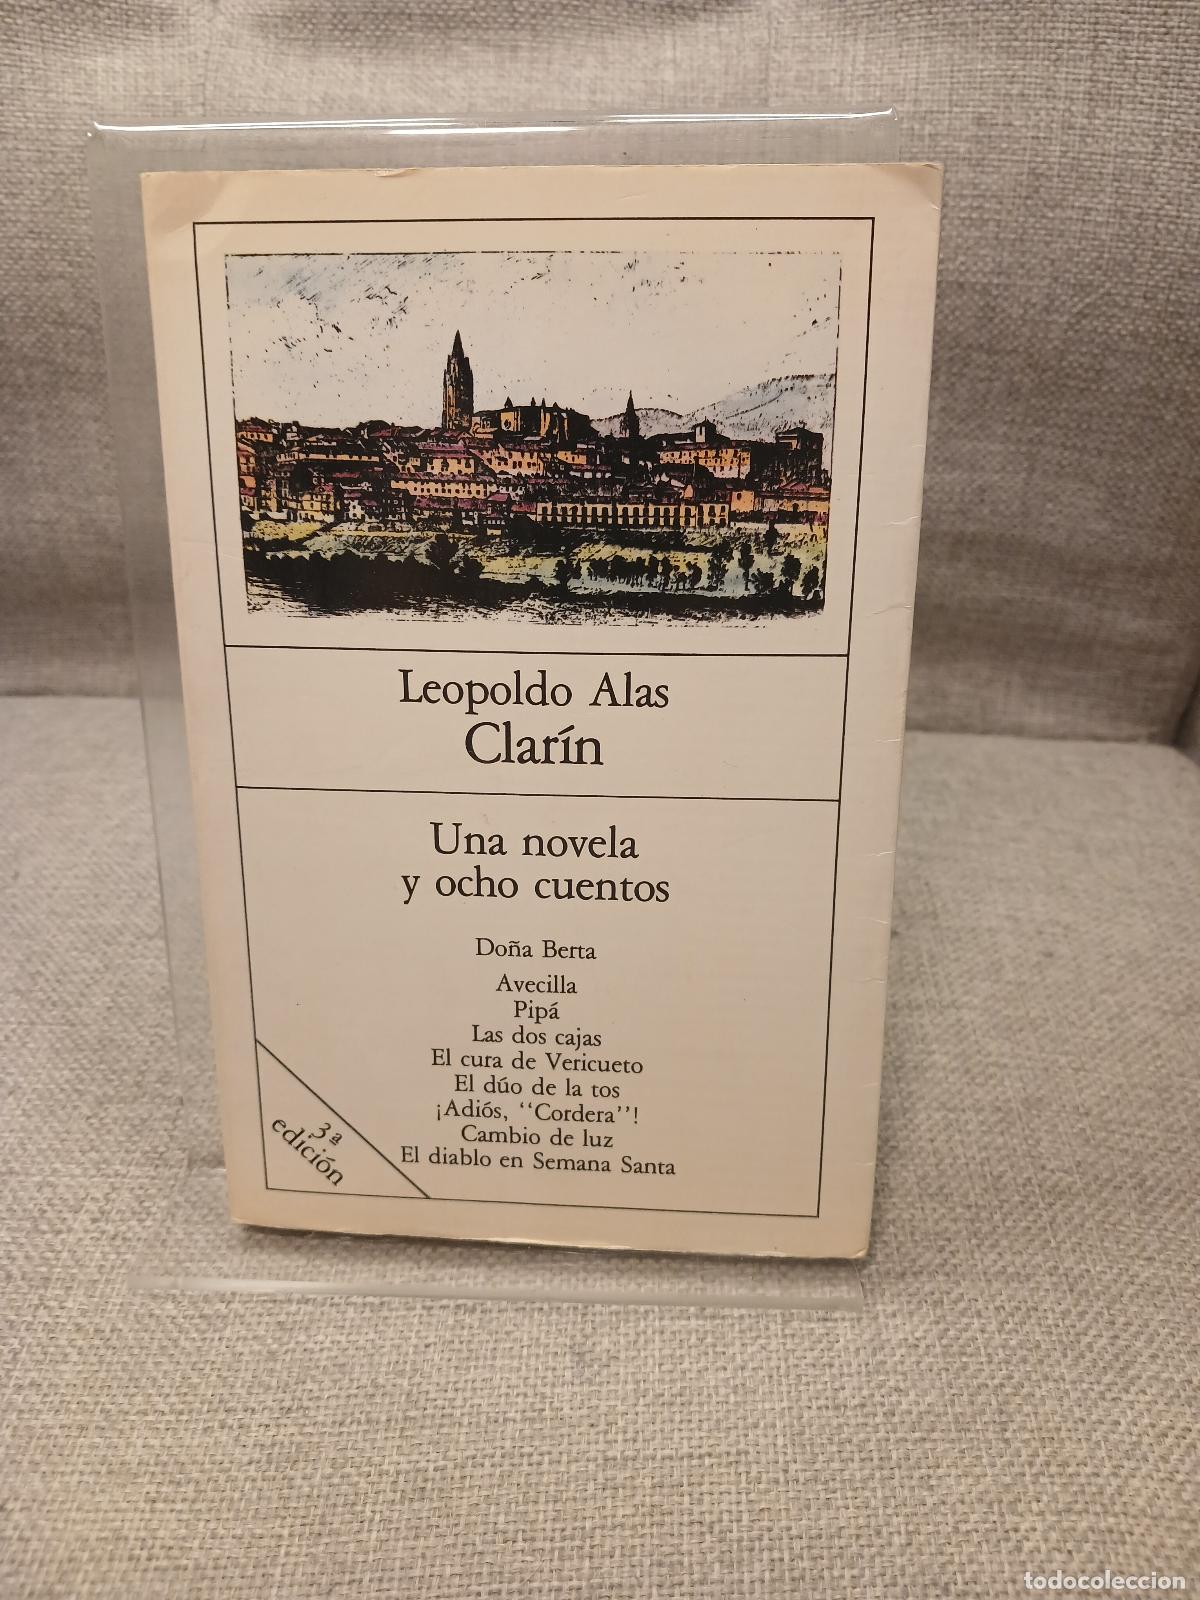 Leopoldo Alas
Clarín
Una novela
y ocho cuentos
Doña Berta
Avecilla
Pipá
Las dos cajas
El cura de Vericueto
El dúo de la tos
¡Adiós, “Cordera”!
Cambio de luz
El diablo en Semana Santa
3ª
edición
todocoleccion